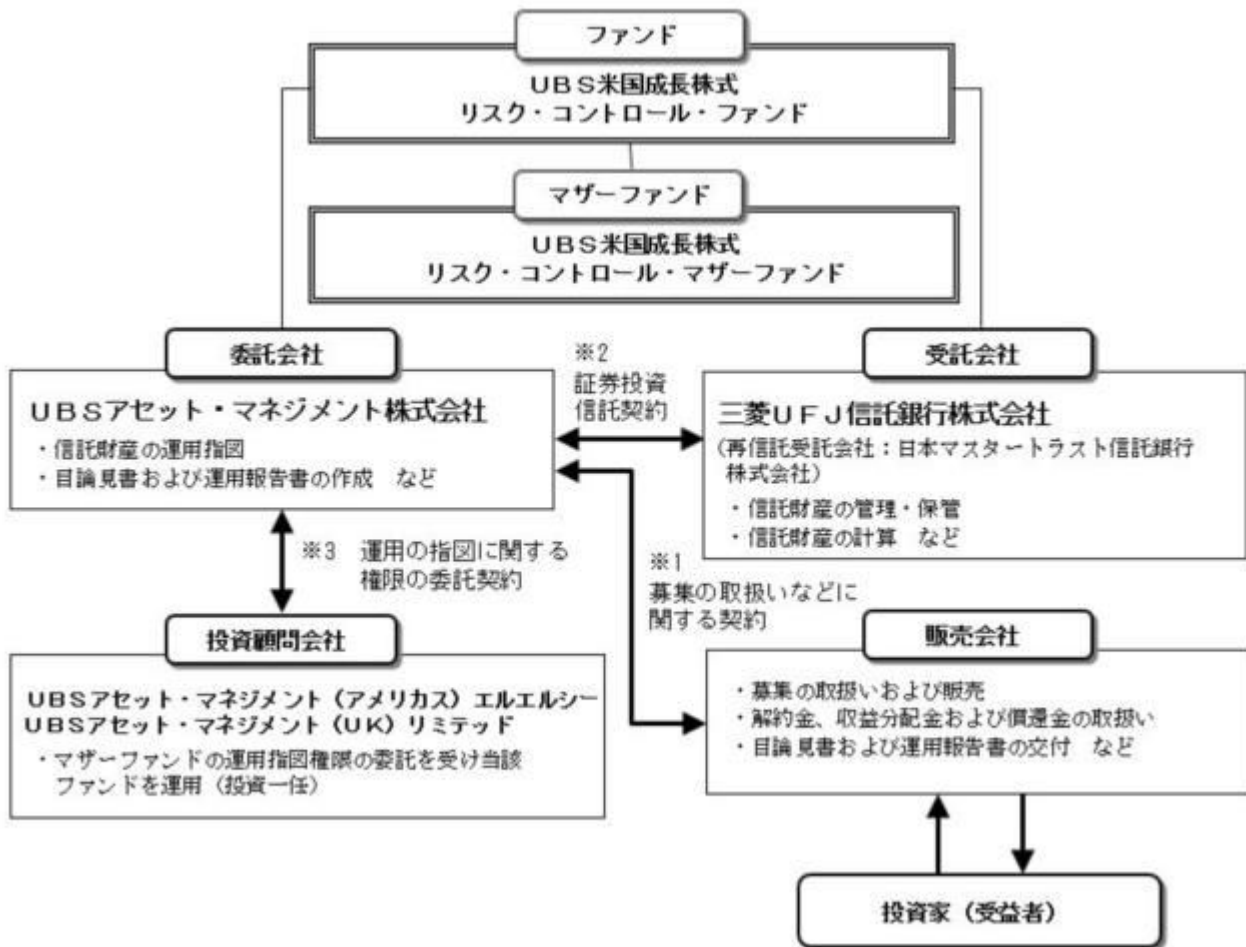 ファンド
UBS米国成長株式
リスク・コントロール・ファンド
マザーファンド
UBS米国成長株式
リスク・コントロール・マザーファンド
委託会社
UBSアセット・マネジメント株式会社
・信託財産の運用指図
・目論見書および運用報告書の作成　など
※2
証券投資
信託契約
受託会社
三菱UFJ信託銀行株式会社
(再信託受託会社：日本マスタートラスト信託銀行
株式会社)
・信託財産の管理・保管
・信託財産の計算　など
※3　運用の指図に関する
権限の委託契約
※1
募集の取扱いなどに
関する契約
投資顧問会社
UBSアセット・マネジメント（アメリカス）エルエルシー
UBSアセット・マネジメント（UK）リミテッド
・マザーファンドの運用指図権限の委託を受け当該
ファンドを運用（投資一任）
販売会社
・募集の取扱いおよび販売
・解約金、収益分配金および償還金の取扱い
・目論見書および運用報告書の交付　など
投資家（受益者）